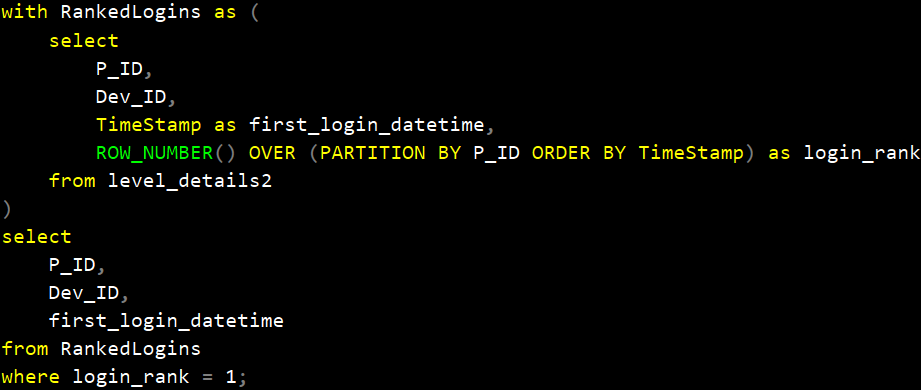 with RankedLogins as (
    select
        P_ID,
        Dev_ID,
        TimeStamp as first_login_datetime,
        ROW_NUMBER() OVER (PARTITION BY P_ID ORDER BY TimeStamp) as login_rank
    from level_details2
)
select
    P_ID,
    Dev_ID,
    first_login_datetime
from RankedLogins
where login_rank = 1;